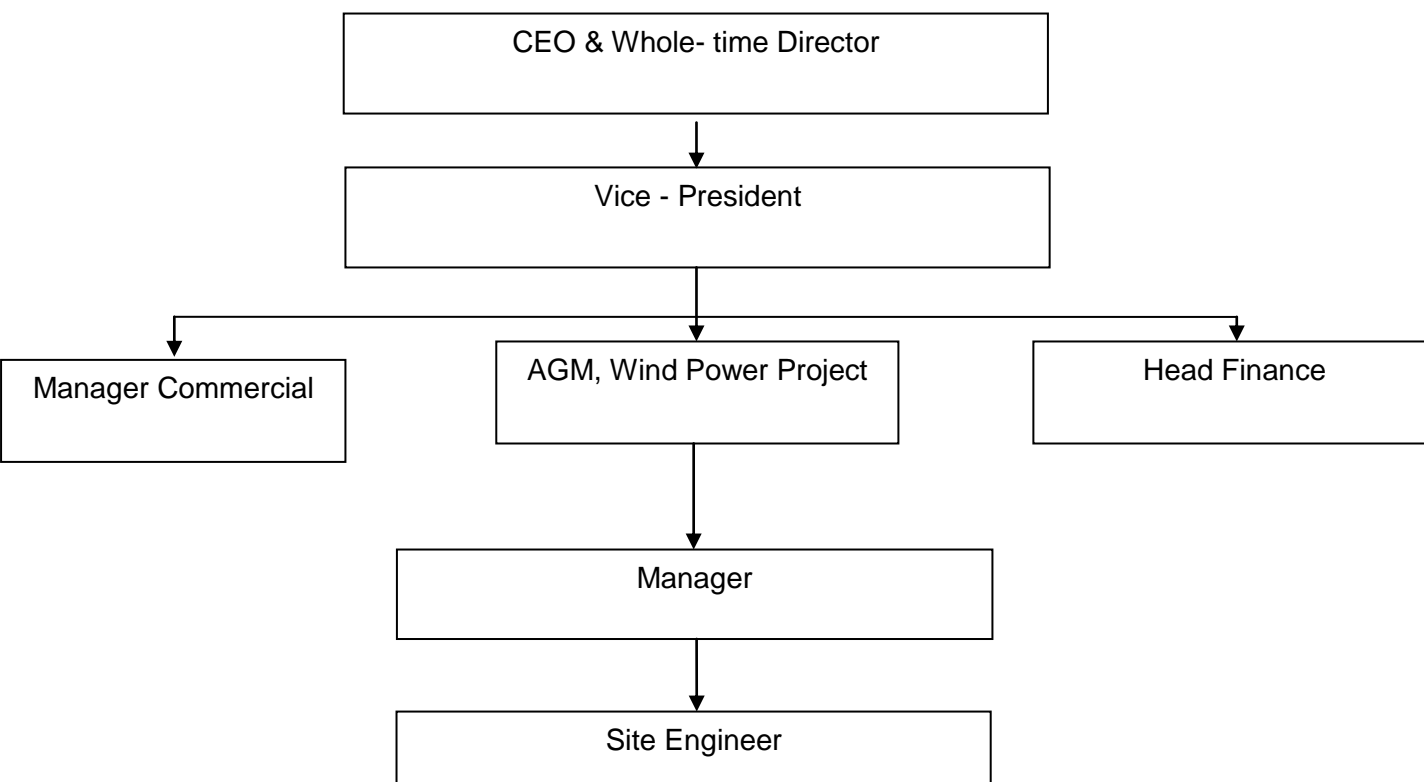 CEO & Whole- time Director
Vice - President
Manager Commercial
AGM, Wind Power Project
Head Finance
Manager
Site Engineer